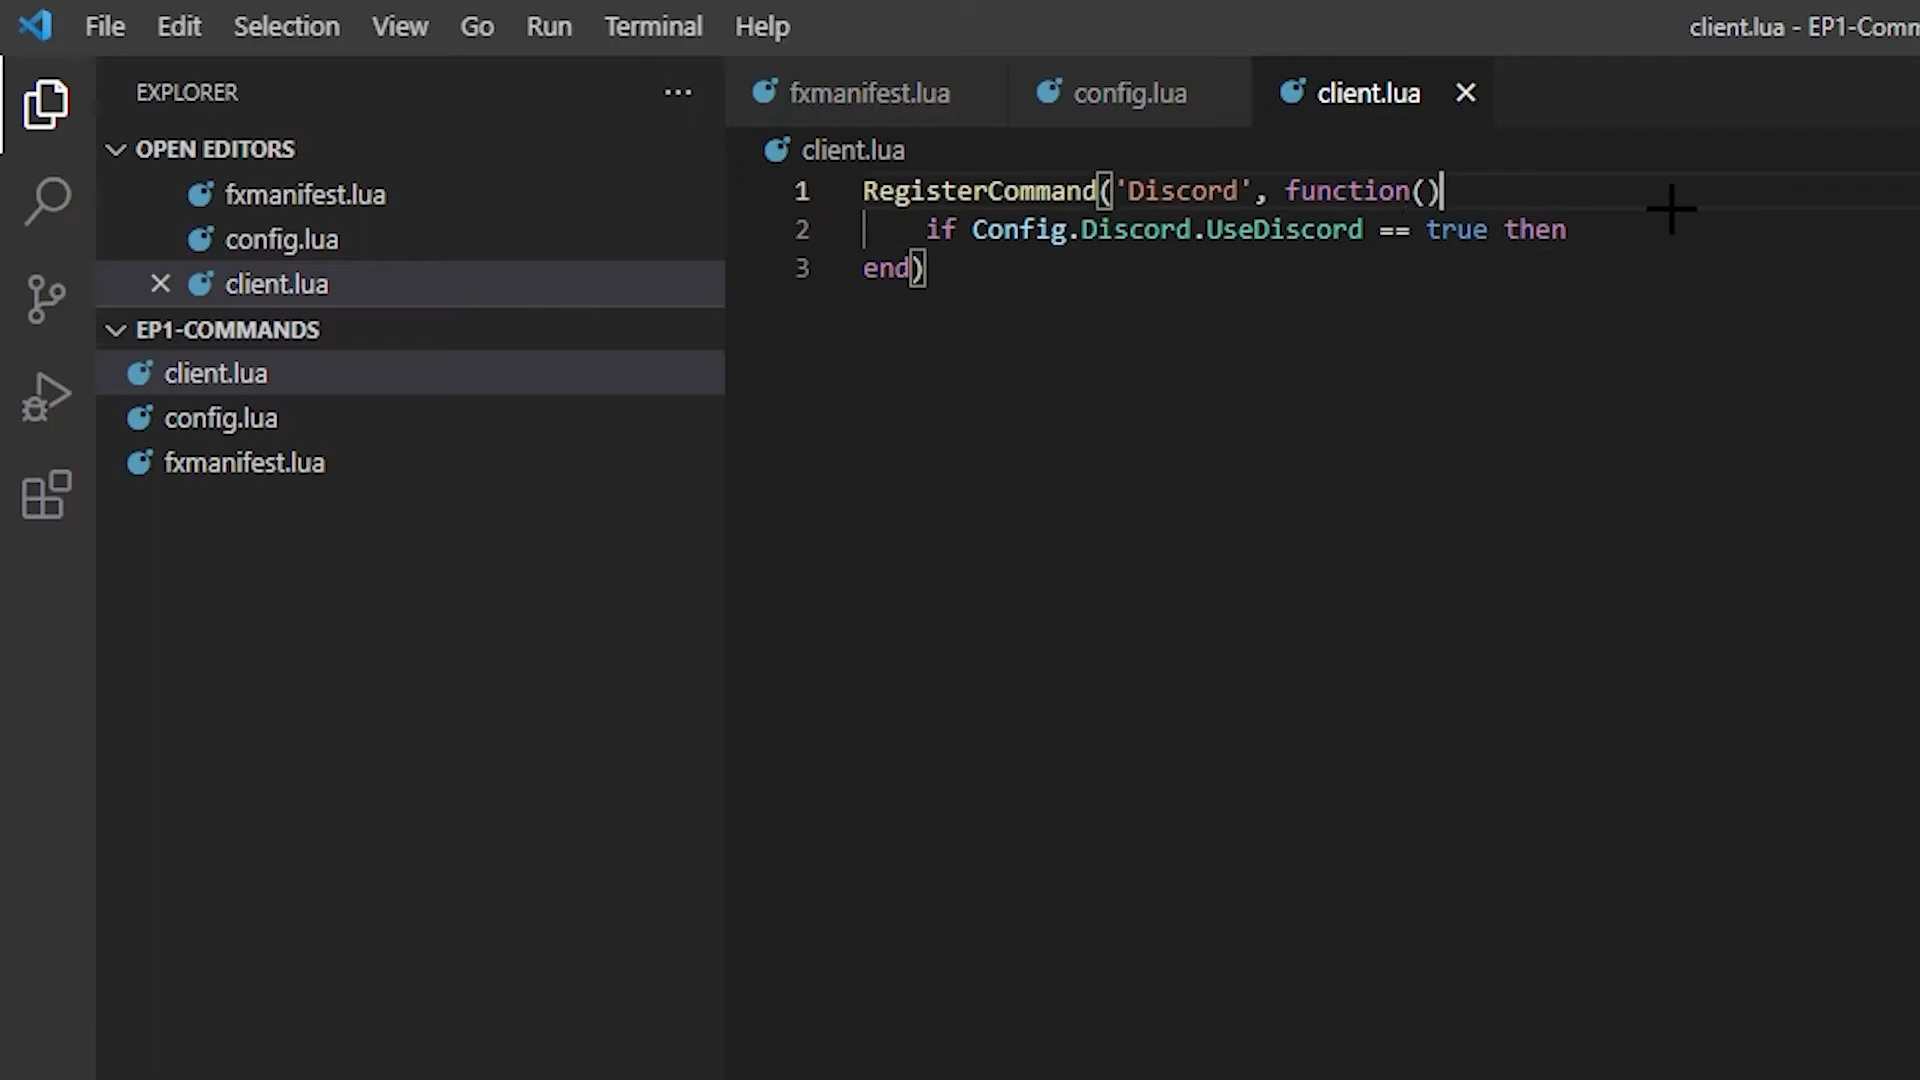 File Edit Selection View Go Run Terminal Help
client.lua - EP1-Comm
EXPLORER ...
OPEN EDITORS
fxmanifest.lua
config.lua
client.lua
EP1-COMMANDS
client.lua
config.lua
fxmanifest.lua
fxmanifest.lua config.lua client.lua
client.lua
1 RegisterCommand('Discord', function()
2 if Config.Discord.UseDiscord == true then
3 end)